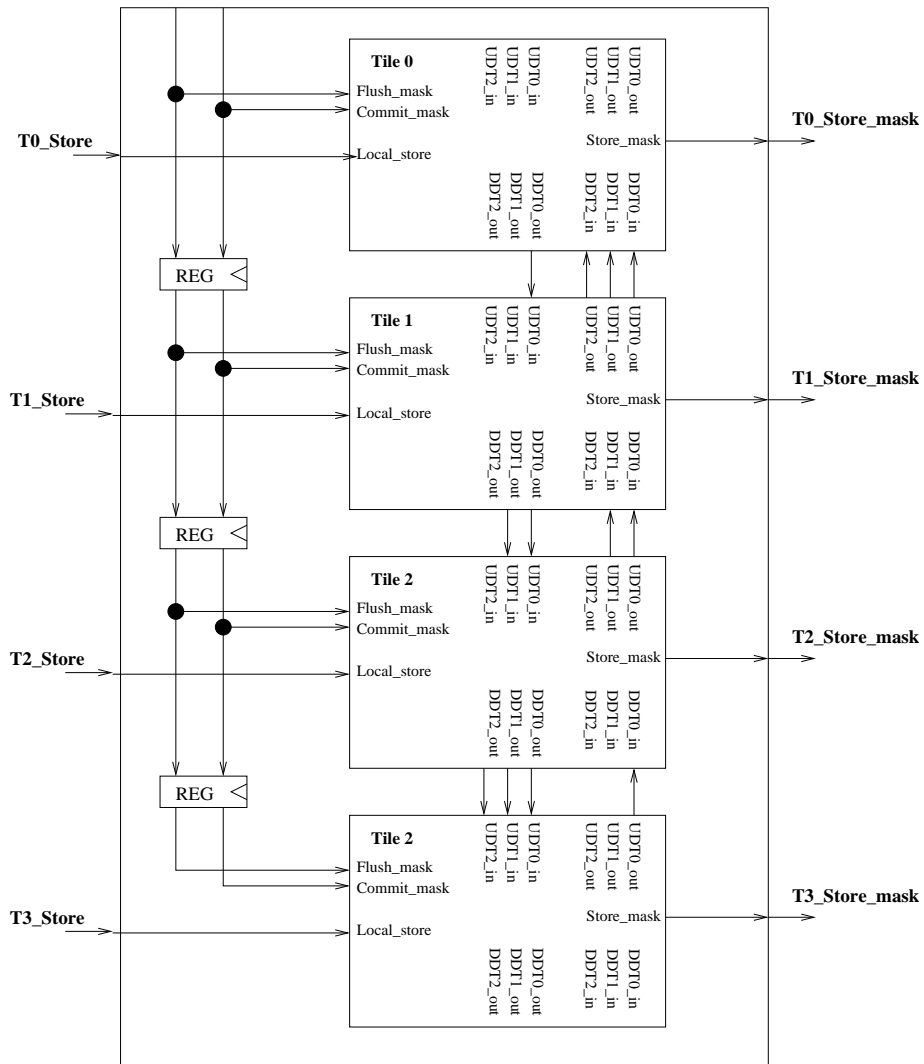 Tile 0
UDT2_in
UDT1_in
UDT0_in
UDT2_out
UDT1_out
UDT0_out
Flush_mask
Commit_mask
T0_Store
Local_store
Store_mask
T0_Store_mask
DDT2_out
DDT1_out
DDT0_out
DDT2_in
DDT1_in
DDT0_in
REG
Tile 1
UDT2_in
UDT1_in
UDT0_in
UDT2_out
UDT1_out
UDT0_out
Flush_mask
Commit_mask
T1_Store
Local_store
Store_mask
T1_Store_mask
DDT2_out
DDT1_out
DDT0_out
DDT2_in
DDT1_in
DDT0_in
REG
Tile 2
UDT2_in
UDT1_in
UDT0_in
UDT2_out
UDT1_out
UDT0_out
Flush_mask
Commit_mask
T2_Store
Local_store
Store_mask
T2_Store_mask
DDT2_out
DDT1_out
DDT0_out
DDT2_in
DDT1_in
DDT0_in
REG
Tile 2
UDT2_in
UDT1_in
UDT0_in
UDT2_out
UDT1_out
UDT0_out
Flush_mask
Commit_mask
T3_Store
Local_store
Store_mask
T3_Store_mask
DDT2_out
DDT1_out
DDT0_out
DDT2_in
DDT1_in
DDT0_in